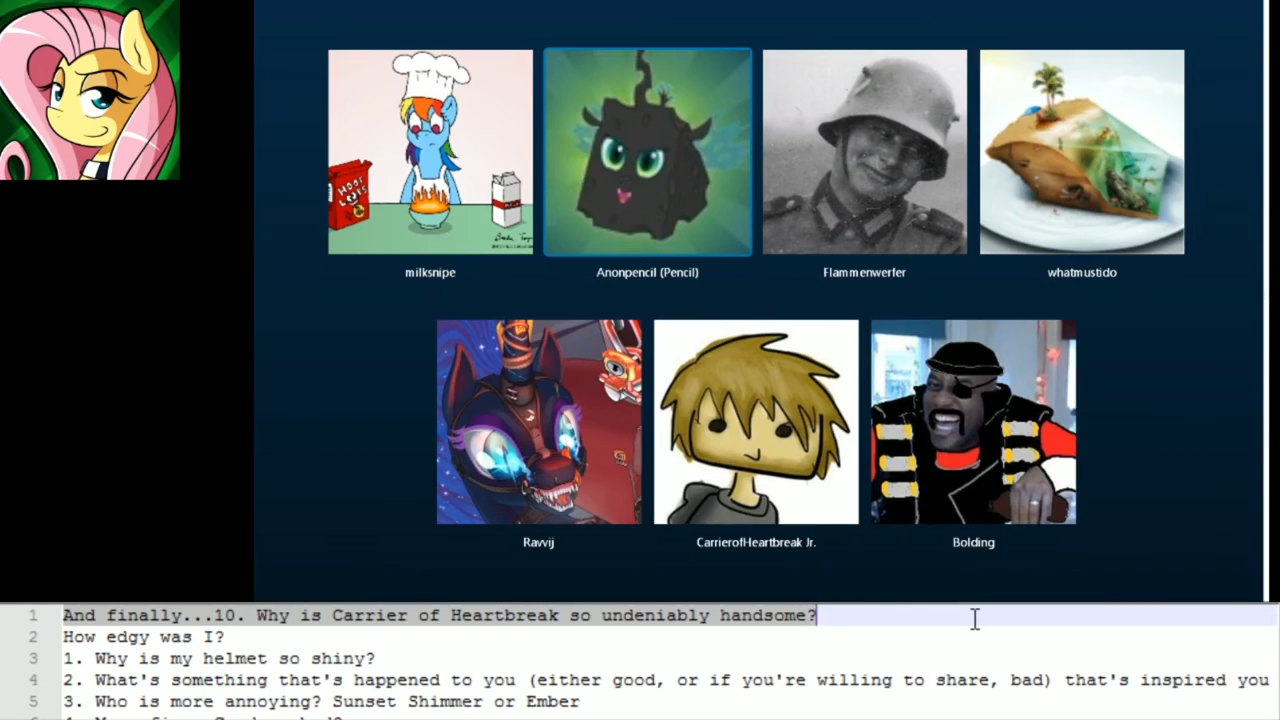 milksnipe
Anonpencil (Pencil)
Flammenwerfer
whatmustido
Ravvij
CarrierofHeartbreak Jr.
Bolding
1 And finally...10. Why is Carrier of Heartbreak so undeniably handsome?
2 How edgy was I?
3 1. Why is my helmet so shiny?
4 2. What's something that's happened to you (either good, or if you're willing to share, bad) that's inspired you
5 3. Who is more annoying? Sunset Shimmer or Ember